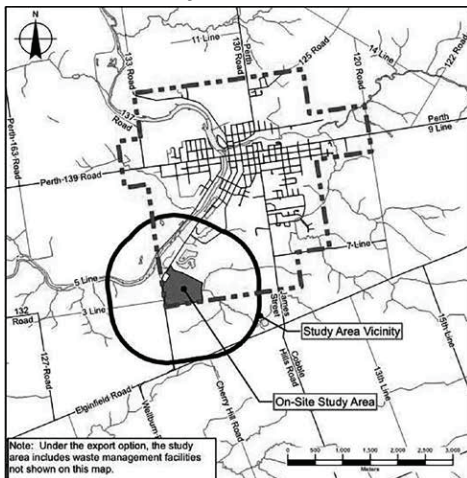 N
11 Line
130 Road
Perth
125 Road
14 Line
122 Road
120 Road
133 Road
137
Road
Perth-163-Road
Perth
9 Line
Perth-139-Road
7-Line
5 Line
132
Road
3 Line
James
Street
Study Area Vicinity
127-Road
Cobble
Hills Road
15th-Line
13th-Line
On-Site Study Area
Elginfield Road
Cherry Hill Road
Note: Under the export option, the study
area includes waste management facilities
not shown on this map.
0 500 1,000 1,500 2,000 2,500 3,000
Meters